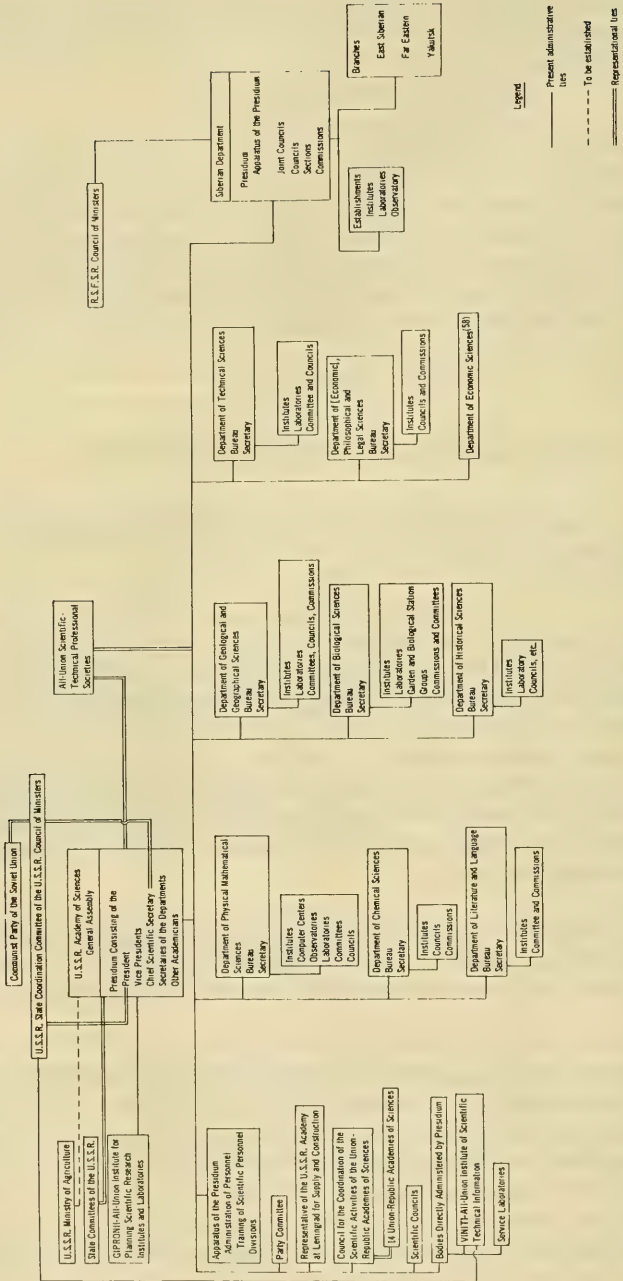 Communist Party of the Soviet Union
U.S.S.R. State Coordination Committee of the U.S.S.R. Council of Ministers
R.S.F.S.R. Council of Ministers
All-Union Scientific-
Technical Professional
Societies
U.S.S.R. Ministry of Agriculture
State Committees of the U.S.S.R.
GIPRONII-All-Union Institute for
Planning Scientific Research
Institutes and Laboratories
U.S.S.R. Academy of Sciences
General Assembly
Presidium Consisting of the
President
Vice Presidents
Chief Scientific Secretary
Secretaries of the Departments
Other Academicians
Siberian Department
Presidium
Apparatus of the Presidium
Joint Councils
Councils
Sections
Commissions
Establishments
Institutes
Laboratories
Observatory
Branches
East Siberian
Far Eastern
Yakutsk
Apparatus of the Presidium
Administration of Personnel
Training of Scientific Personnel
Divisions
Party Committee
Representative of the U.S.S.R. Academy
at Leningrad for Supply and Construction
Council for the Coordination of the
Scientific Activities of the Union-
Republic Academies of Sciences
14 Union-Republic Academies of Sciences
Scientific Councils
Bodies Directly Administered by Presidium
VINITI-All-Union Institute of Scientific
Technical Information
Service Laboratories
Department of Physical Mathematical
Sciences
Bureau
Secretary
Institutes
Computer Centers
Observatories
Laboratories
Committees
Councils
Department of Chemical Sciences
Bureau
Secretary
Institutes
Councils
Commissions
Department of Literature and Language
Bureau
Secretary
Institutes
Committee and Commissions
Department of Geological and
Geographical Sciences
Bureau
Secretary
Institutes
Laboratories
Committees, Councils, Commissions
Department of Biological Sciences
Bureau
Secretary
Institutes
Laboratories
Garden and Biological Station
Groups
Commissions and Committees
Department of Historical Sciences
Bureau
Secretary
Institutes
Laboratory
Councils, etc.
Department of Technical Sciences
Bureau
Secretary
Institutes
Laboratories
Committee and Councils
Department of [Economic],
Philosophical and
Legal Sciences
Bureau
Secretary
Institutes
Councils and Commissions
Department of Economic Sciences(58)
Legend
Present administrative
ties
To be established
Representational ties